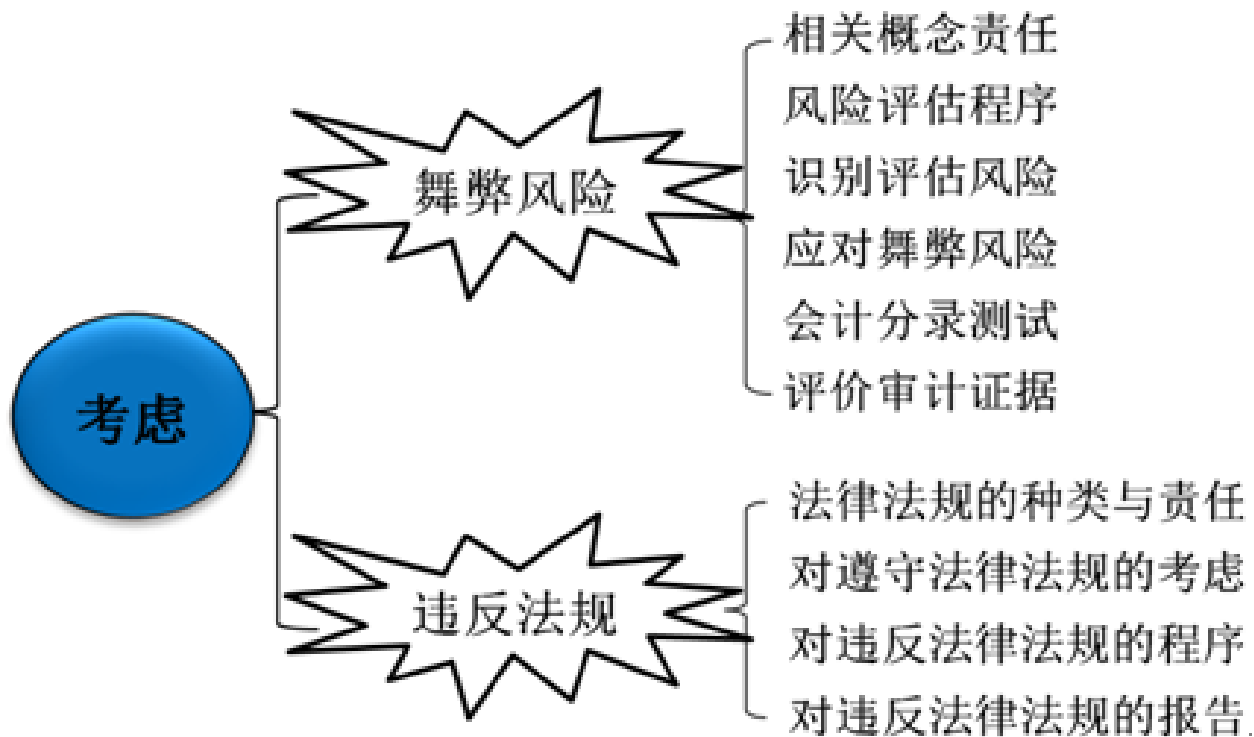 考虑
舞弊风险
相关概念责任
风险评估程序
识别评估风险
应对舞弊风险
会计分录测试
评价审计证据
违反法规
法律法规的种类与责任
对遵守法律法规的考虑
对违反法律法规的程序
对违反法律法规的报告